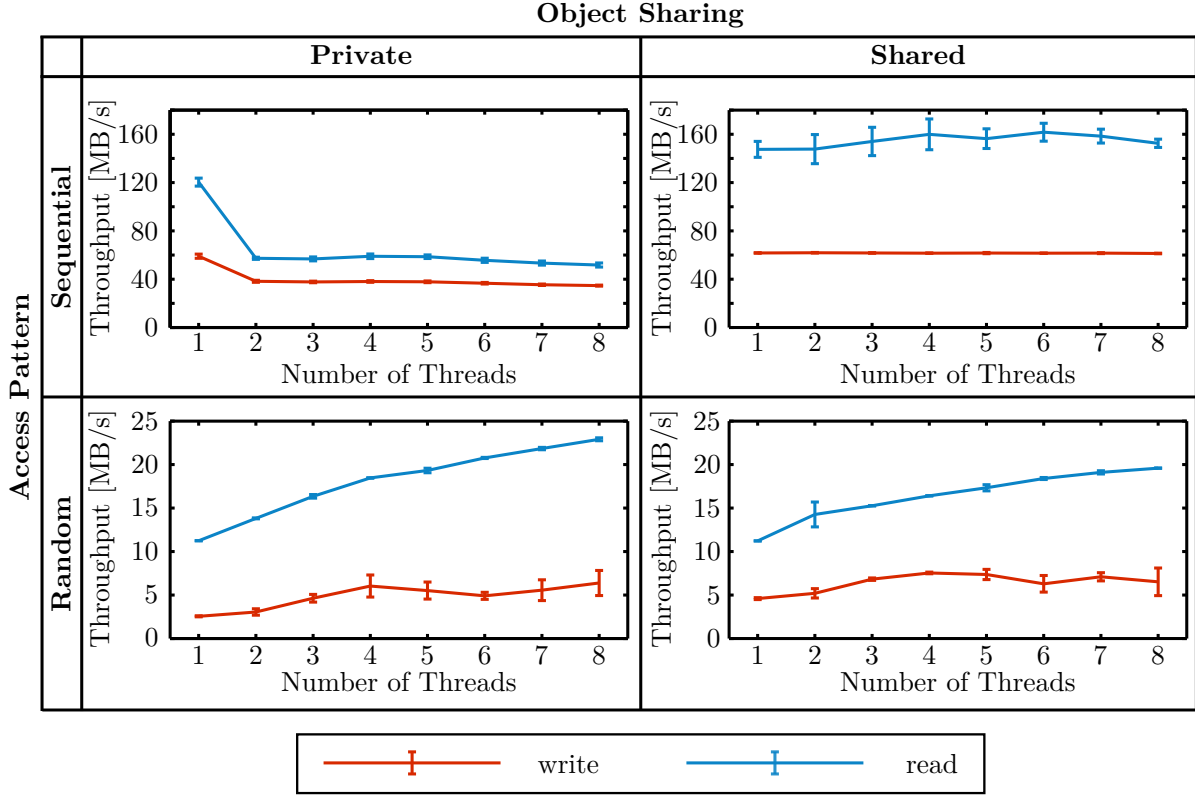 Object Sharing
Private Shared
Access Pattern
Sequential
Throughput [MB/s]
160
120
80
40
0
1 2 3 4 5 6 7 8
Number of Threads
Throughput [MB/s]
160
120
80
40
0
1 2 3 4 5 6 7 8
Number of Threads
Random
Throughput [MB/s]
25
20
15
10
5
0
1 2 3 4 5 6 7 8
Number of Threads
Throughput [MB/s]
25
20
15
10
5
0
1 2 3 4 5 6 7 8
Number of Threads
write read